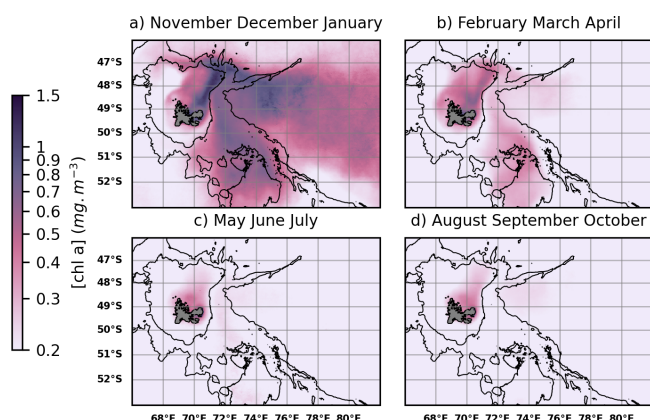 a) November December January
b) February March April
47°S
48°S
49°S
50°S
51°S
52°S
1.5
1
0.9
0.8
0.7
0.6
0.5
0.4
0.3
0.2
[chl a] (mg. m⁻³)
c) May June July
d) August September October
47°S
48°S
49°S
50°S
51°S
52°S
68°E 70°E 72°E 74°E 76°E 78°E 80°E
68°E 70°E 72°E 74°E 76°E 78°E 80°E